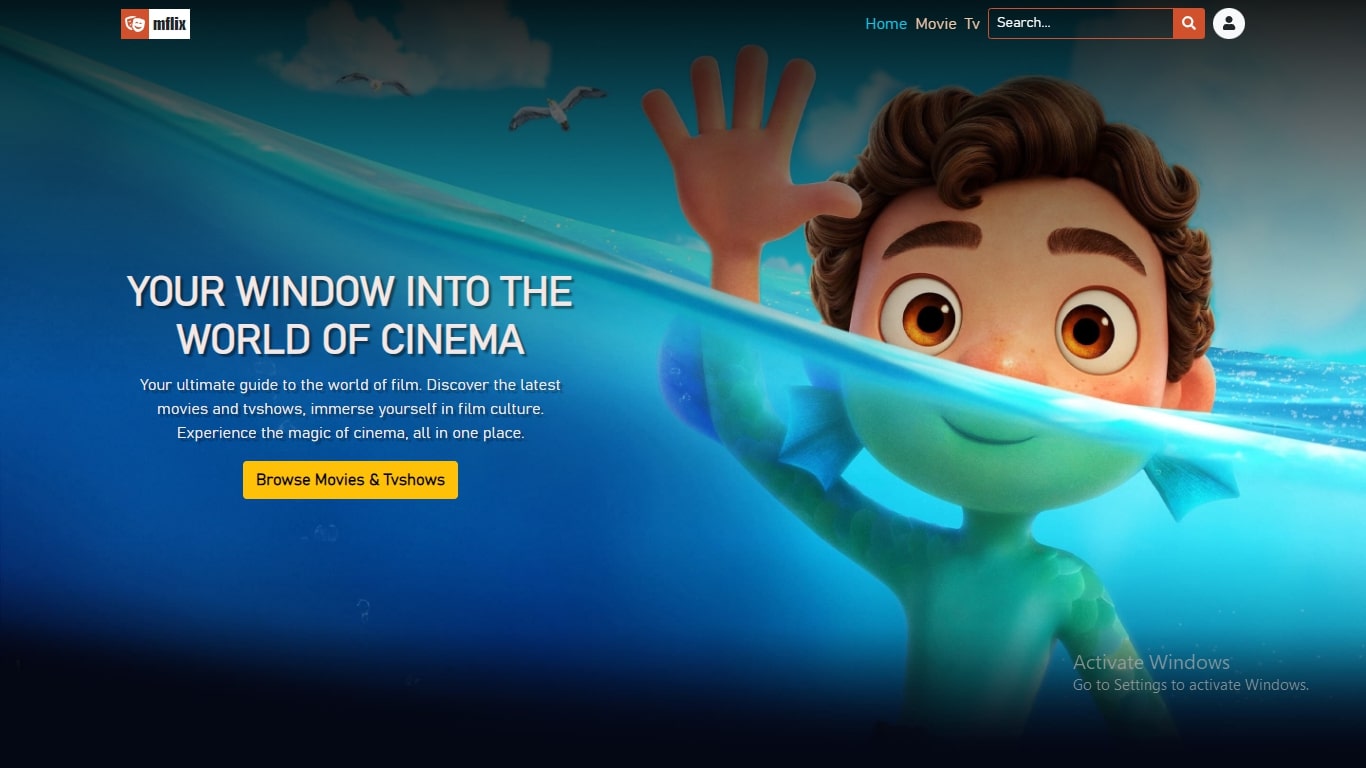 mflix
Home Movie Tv Search...
YOUR WINDOW INTO THE
WORLD OF CINEMA
Your ultimate guide to the world of film. Discover the latest
movies and tvshows, immerse yourself in film culture.
Experience the magic of cinema, all in one place.
Browse Movies & Tvshows
Activate Windows
Go to Settings to activate Windows.